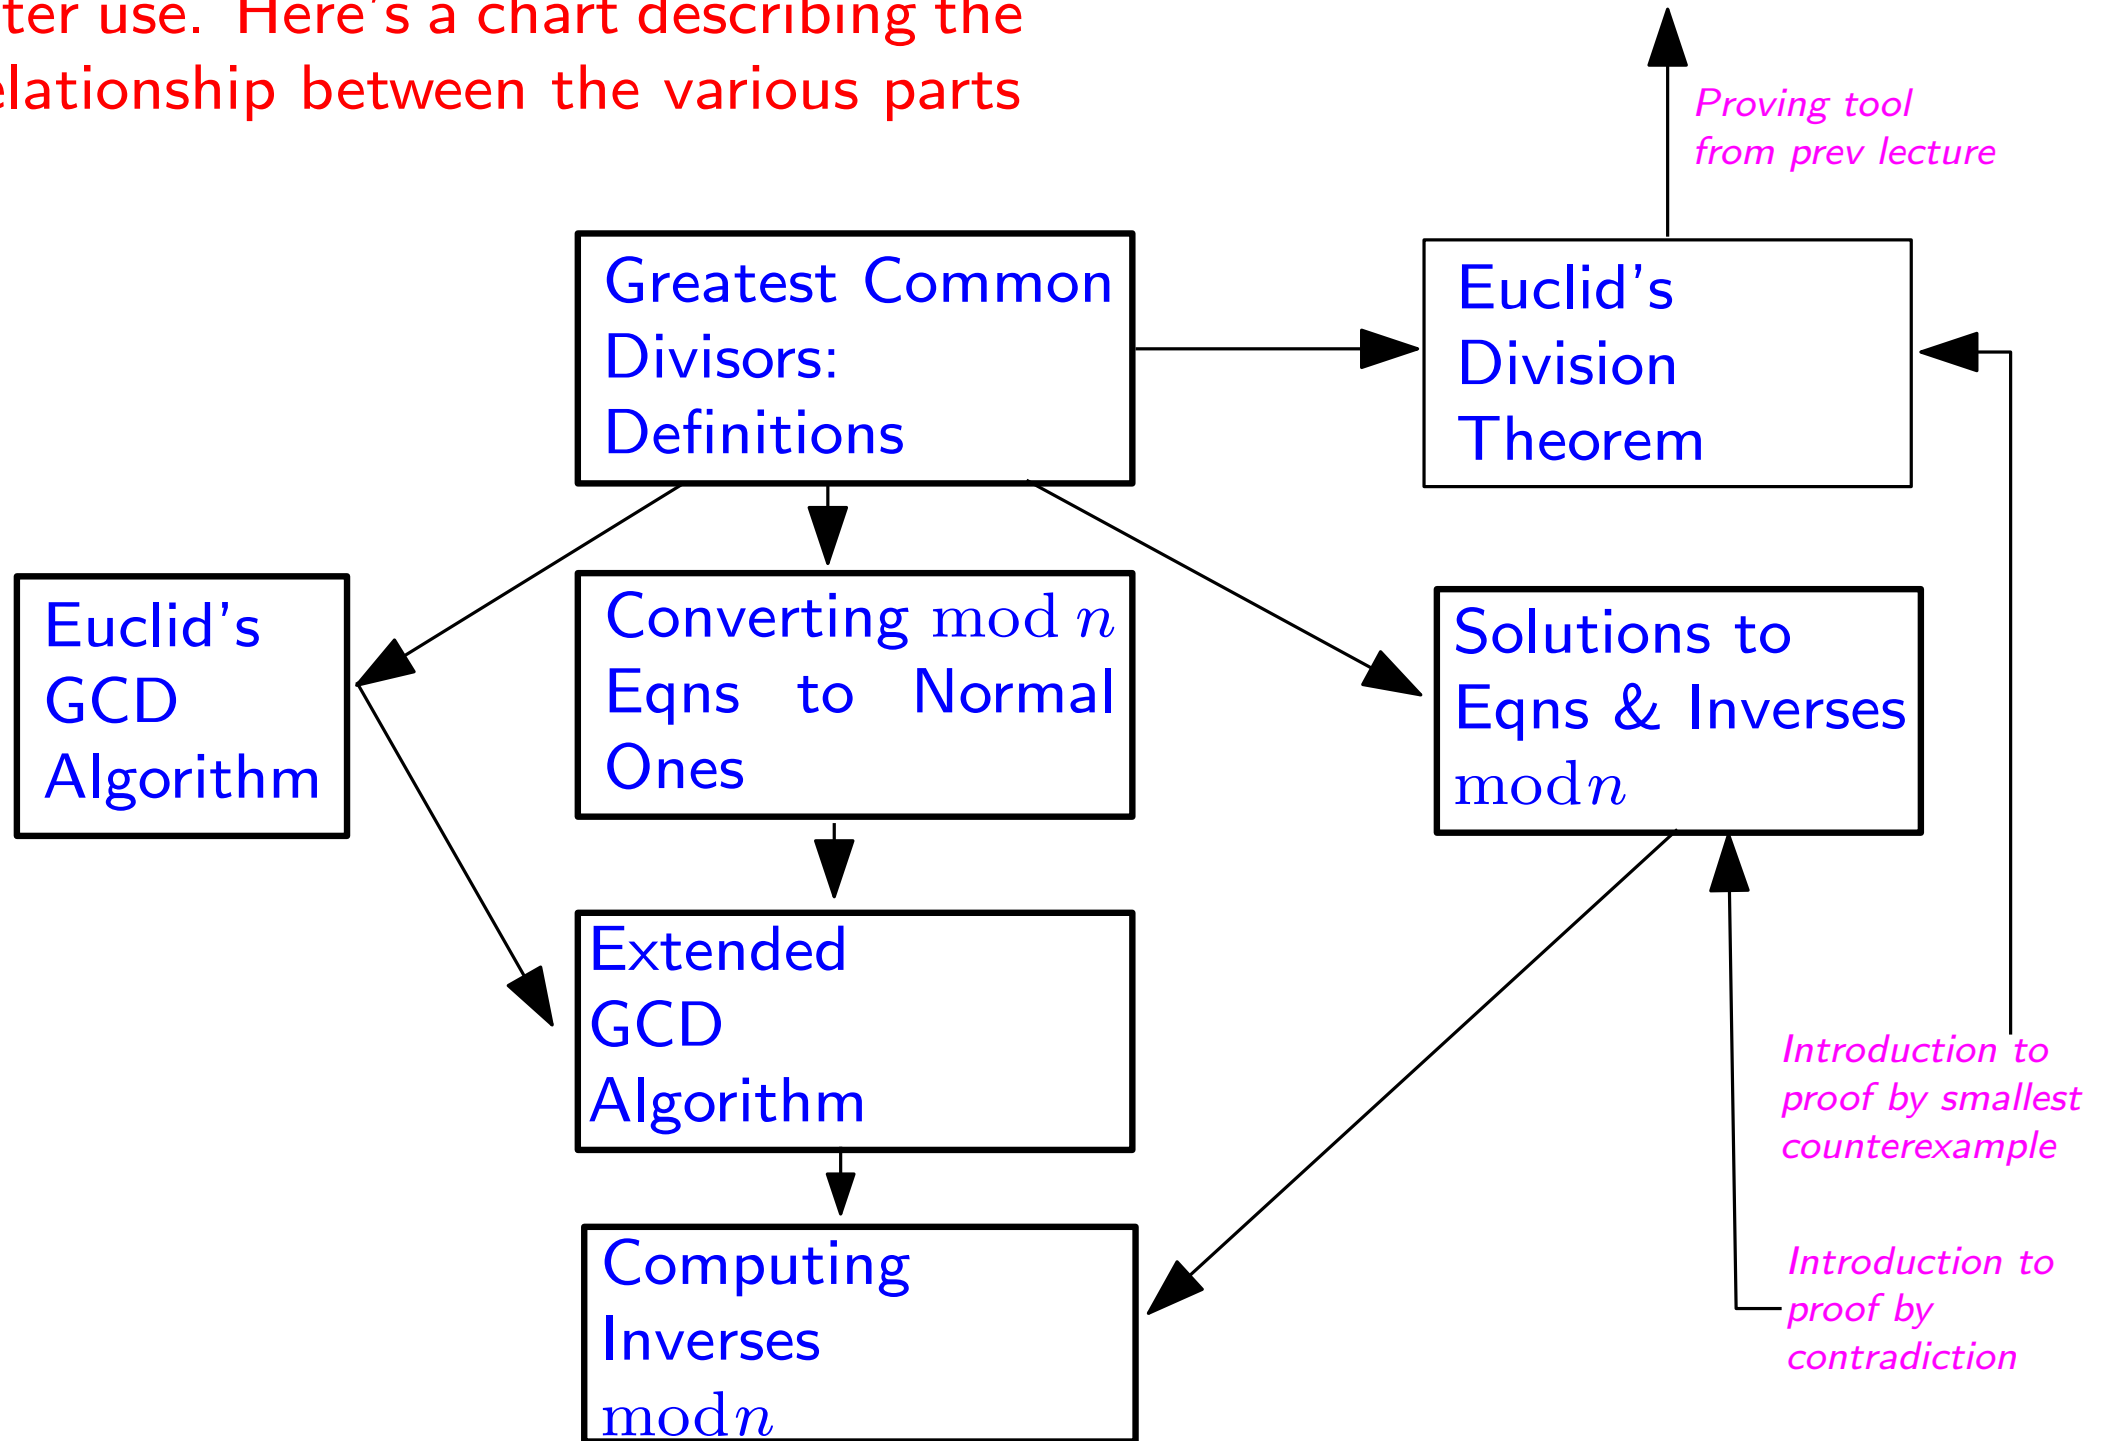 ter use. Here's a chart describing the
elationship between the various parts
Proving tool
from prev lecture
Greatest Common
Divisors:
Definitions
Euclid's
Division
Theorem
Euclid's
GCD
Algorithm
Converting mod n
Eqns to Normal
Ones
Solutions to
Eqns & Inverses
mod n
Extended
GCD
Algorithm
Introduction to
proof by smallest
counterexample
Computing
Inverses
mod n
Introduction to
proof by
contradiction